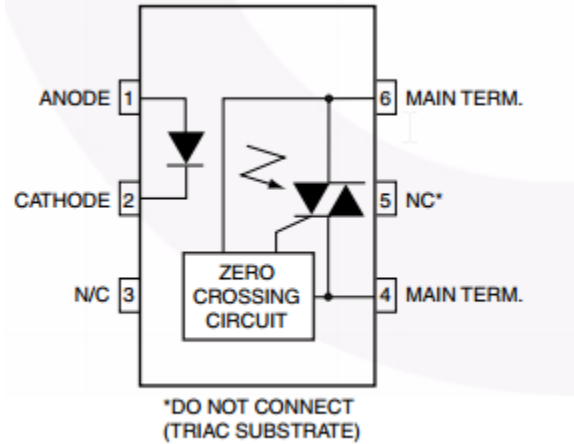 ANODE 1
6 MAIN TERM.
CATHODE 2
5 NC*
N/C 3
ZERO
CROSSING
CIRCUIT
4 MAIN TERM.
*DO NOT CONNECT
(TRIAC SUBSTRATE)